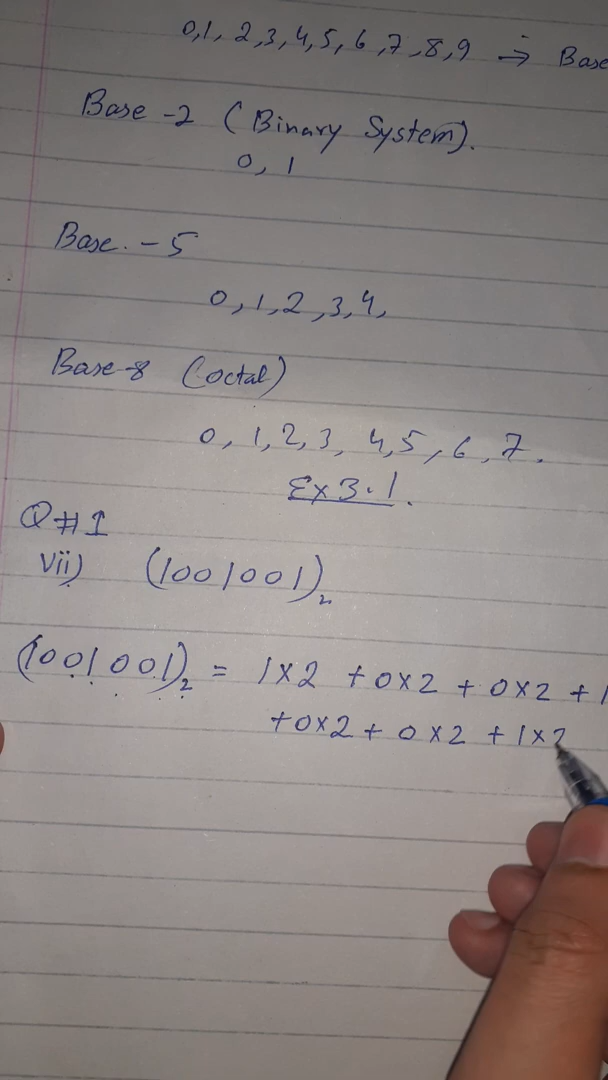 0,1, 2,3,4,5,6,7,8,9 → Base
Base -2 (Binary System).
0, 1
Base. -5
0,1,2,3,4,
Base-8 (octal)
0, 1,2,3, 4,5,6,7.
Ex 3.1.
Q#1
vii) (1001001)₂
(1001001)₂ = 1×2 +0×2 + 0×2 + 1
+0×2+ 0×2 +1×2